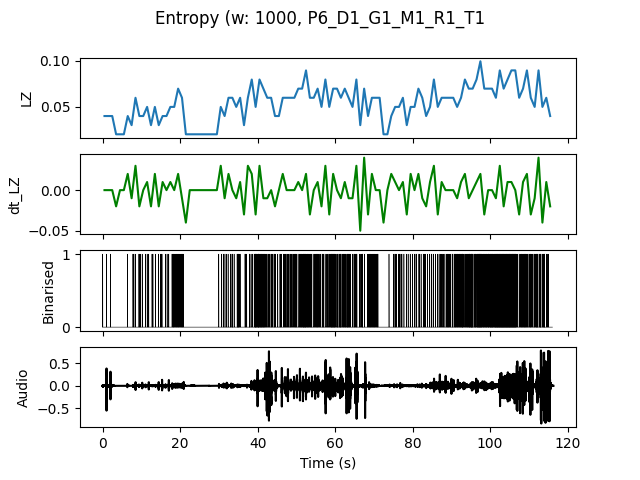 Entropy (w: 1000, P6_D1_G1_M1_R1_T1
0.10
0.05
LZ
0.00
−0.05
dt_LZ
1
0
Binarised
0.5
0.0
−0.5
Audio
0 20 40 60 80 100 120
Time (s)